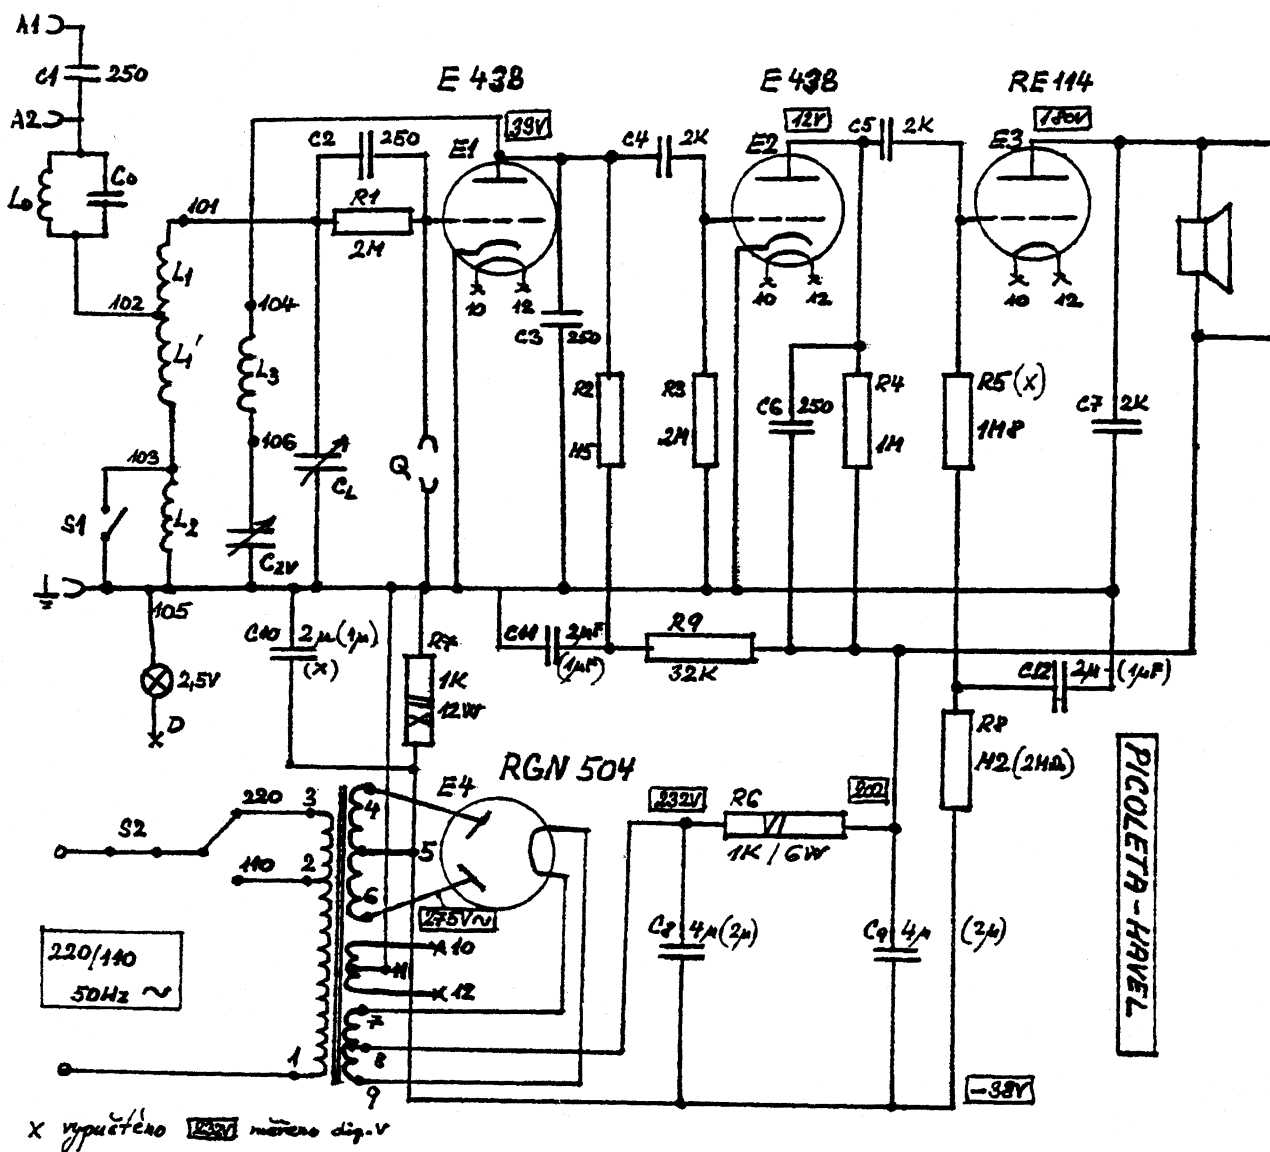 A1
C1 250
A2
L0 C0
E 438
E 438
RE 114
39V
12V
180V
C2 250
E1
C4 2K
E2
C5 2K
E3
101
R1
2M
L1
102
L1'
10 12
10 12
10 12
104
C3 250
L3
R2
M5
R3
2M
C6 250
R4
1M
R5(x)
1M8
C7 2K
106
103
Q
CL
S1
L2
C2V
105
C10 2μ(1μ)
(x)
R7
1K
12W
C11 2μF
(1μF)
R9
32K
C12 2μ-(1μF)
2,5V
D
R8
M2(2MΩ)
RGN 504
E4
PICOLETA-HAVEL
232V
R6
1K/6W
200
S2
220 3
110 2
4
5
6
275V~
C8 4μ(2μ)
C9 4μ (2μ)
220/110
50Hz ~
10
11
12
7
8
1
9
-38V
x vypuštěno 232V měřeno dig.V